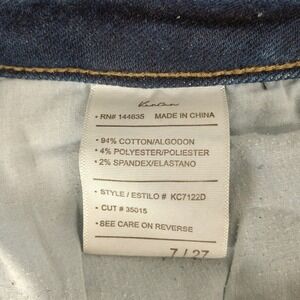 KanCan
• RN# 144635 MADE IN CHINA
• 94% COTTON/ALGODON
• 4% POLYESTER/POLIESTER
• 2% SPANDEX/ELASTANO
• STYLE / ESTILO # KC7122D
• CUT # 35015
•SEE CARE ON REVERSE
7 / 27